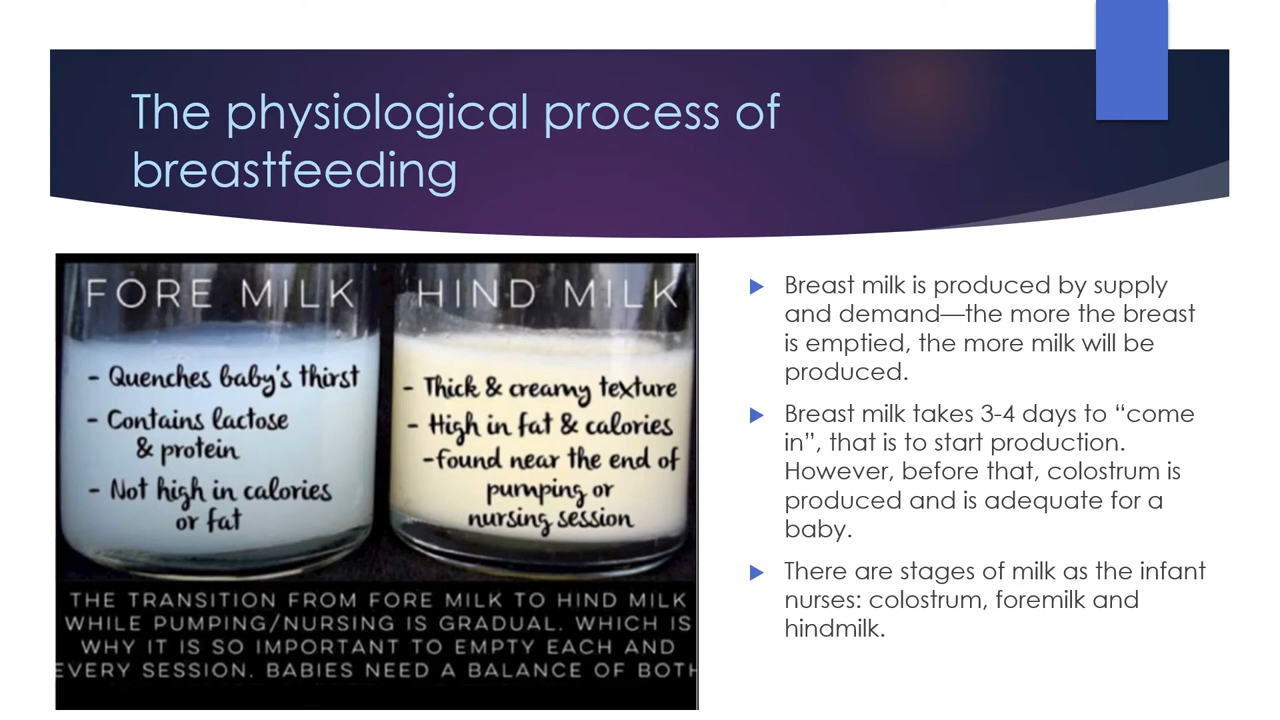 The physiological process of
breastfeeding
FORE MILK
- Quenches baby's thirst
- Contains lactose
& protein
- Not high in calories
or fat
HIND MILK
- Thick & creamy texture
- High in fat & calories
-found near the end of
pumping or
nursing session
THE TRANSITION FROM FORE MILK TO HIND MILK
WHILE PUMPING/NURSING IS GRADUAL. WHICH IS
WHY IT IS SO IMPORTANT TO EMPTY EACH AND
EVERY SESSION. BABIES NEED A BALANCE OF BOTH
Breast milk is produced by supply
and demand—the more the breast
is emptied, the more milk will be
produced.
Breast milk takes 3-4 days to “come
in”, that is to start production.
However, before that, colostrum is
produced and is adequate for a
baby.
There are stages of milk as the infant
nurses: colostrum, foremilk and
hindmilk.